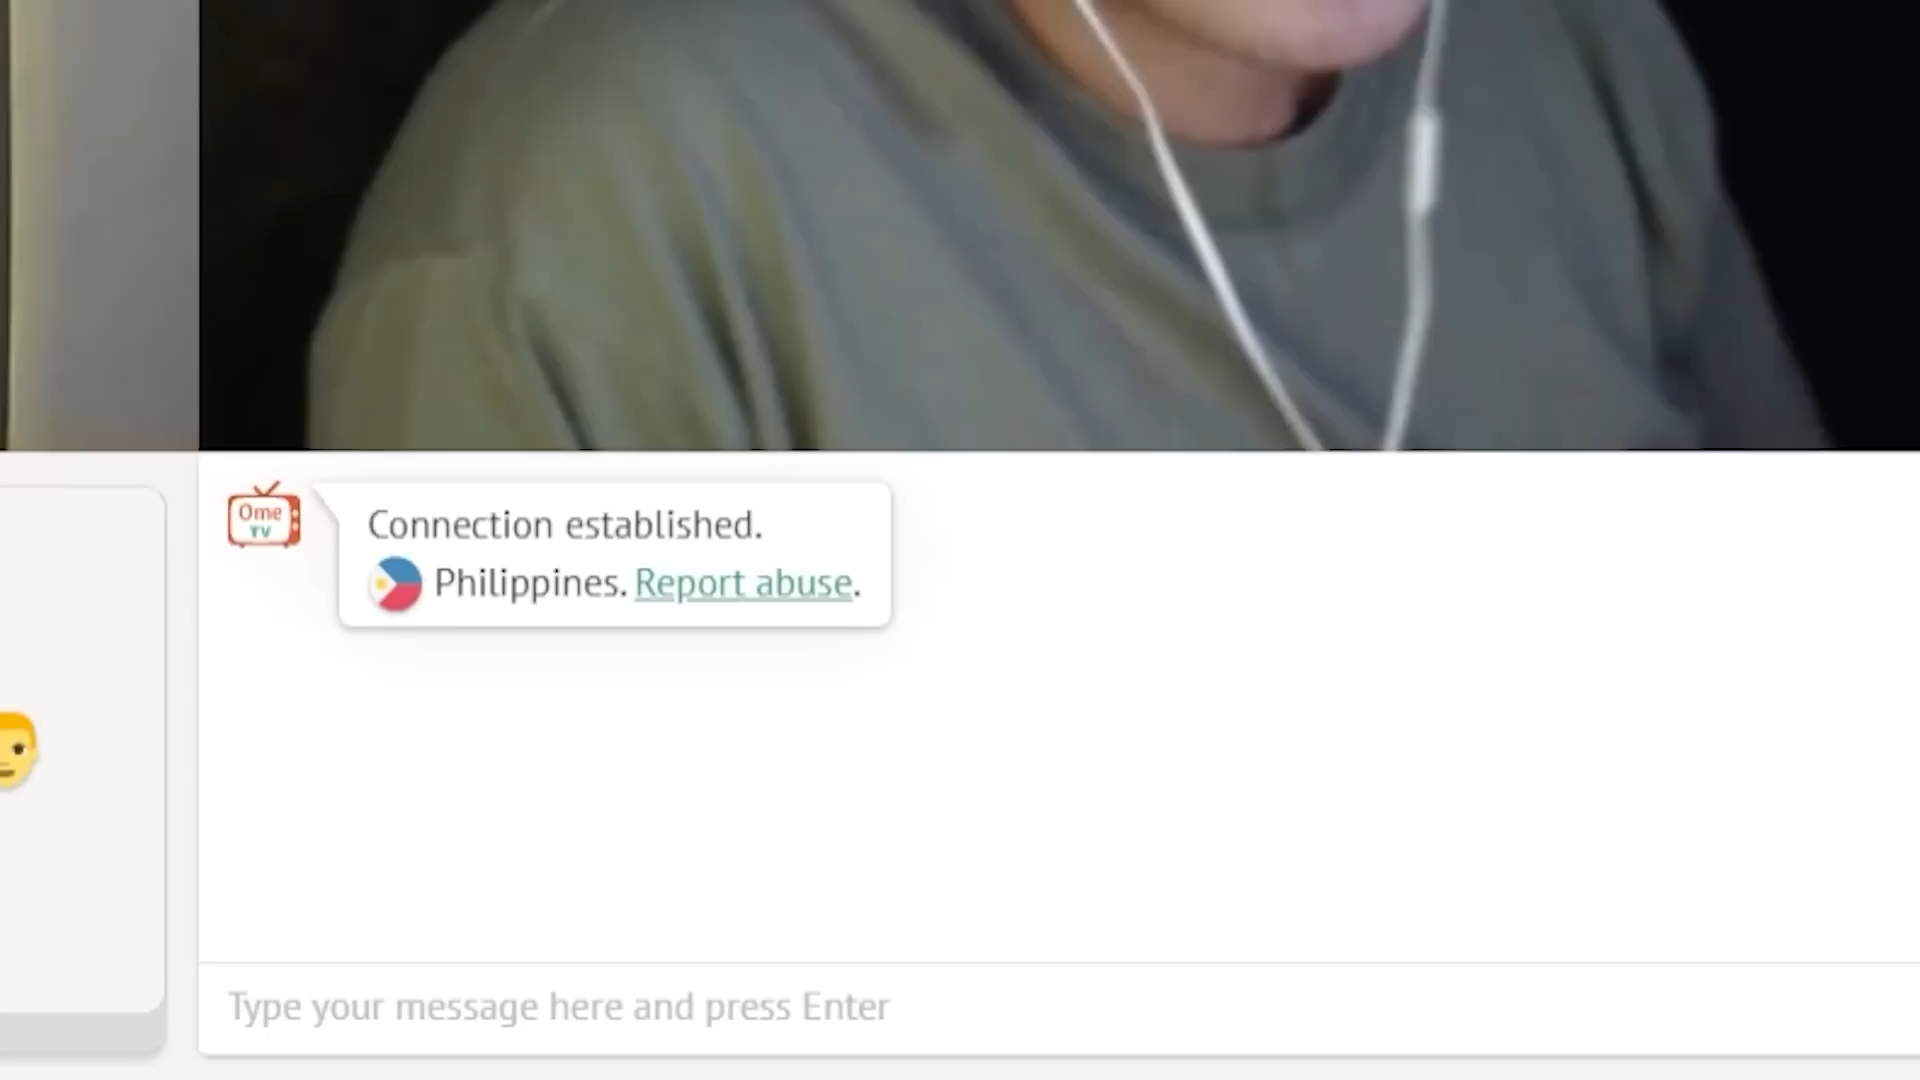 Ome
TV
Connection established.
Philippines. Report abuse.
Type your message here and press Enter